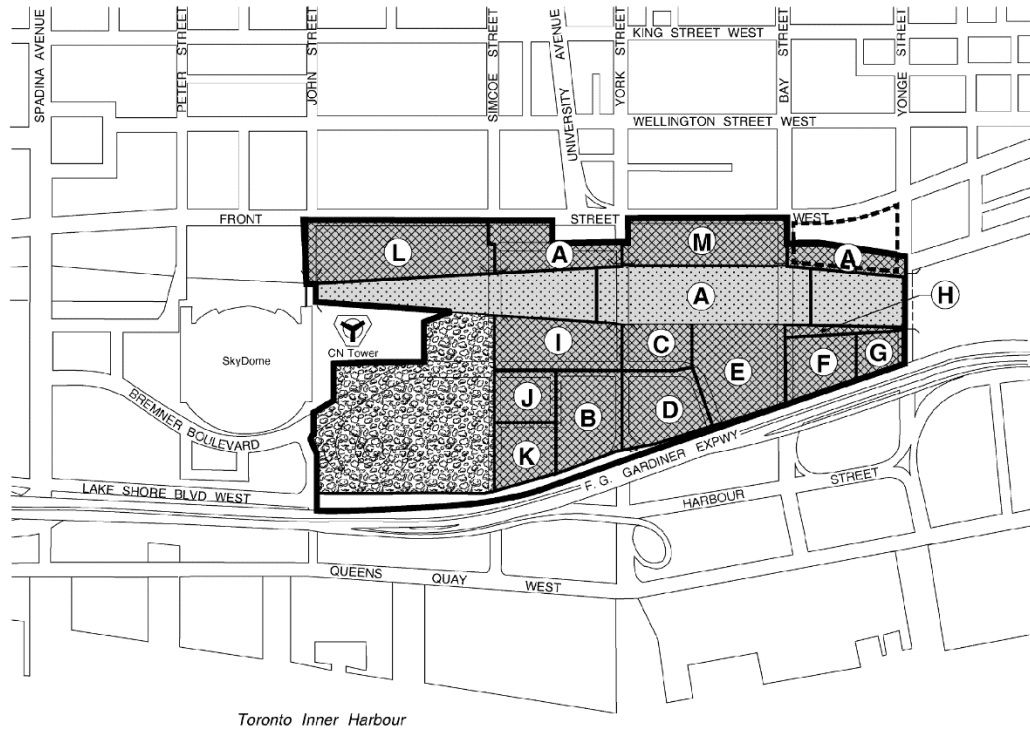 SPADINA AVENUE
PETER STREET
JOHN STREET
SIMCOE STREET
UNIVERSITY AVENUE
YORK STREET
BAY STREET
YONGE STREET
KING STREET WEST
WELLINGTON STREET WEST
FRONT STREET WEST
L
A
M
A
A
H
CN Tower
SkyDome
I
C
E
F
G
J
B
D
K
BREMNER BOULEVARD
F. G. GARDINER EXPWY
LAKE SHORE BLVD WEST
HARBOUR STREET
QUEENS QUAY WEST
Toronto Inner Harbour